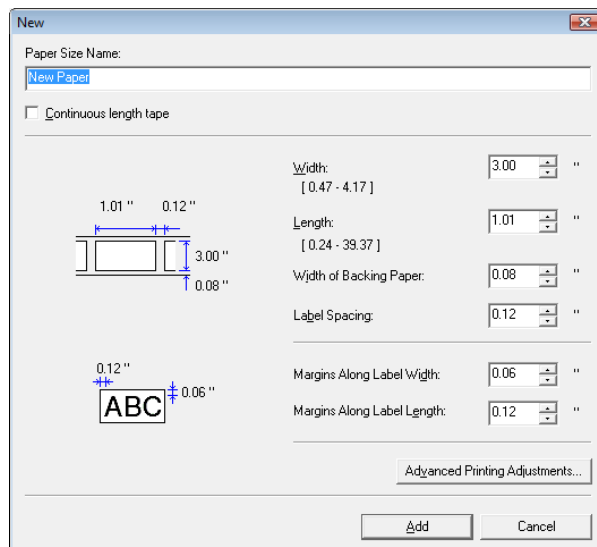 New
Paper Size Name:
New Paper
Continuous length tape
Width: 3.00 "
[ 0.47 - 4.17 ]
1.01 " 0.12 "
Length: 1.01 "
[ 0.24 - 39.37 ]
3.00 "
Width of Backing Paper: 0.08 "
0.08 "
Label Spacing: 0.12 "
0.12 "
Margins Along Label Width: 0.06 "
0.06 "
ABC
Margins Along Label Length: 0.12 "
Advanced Printing Adjustments...
Add Cancel